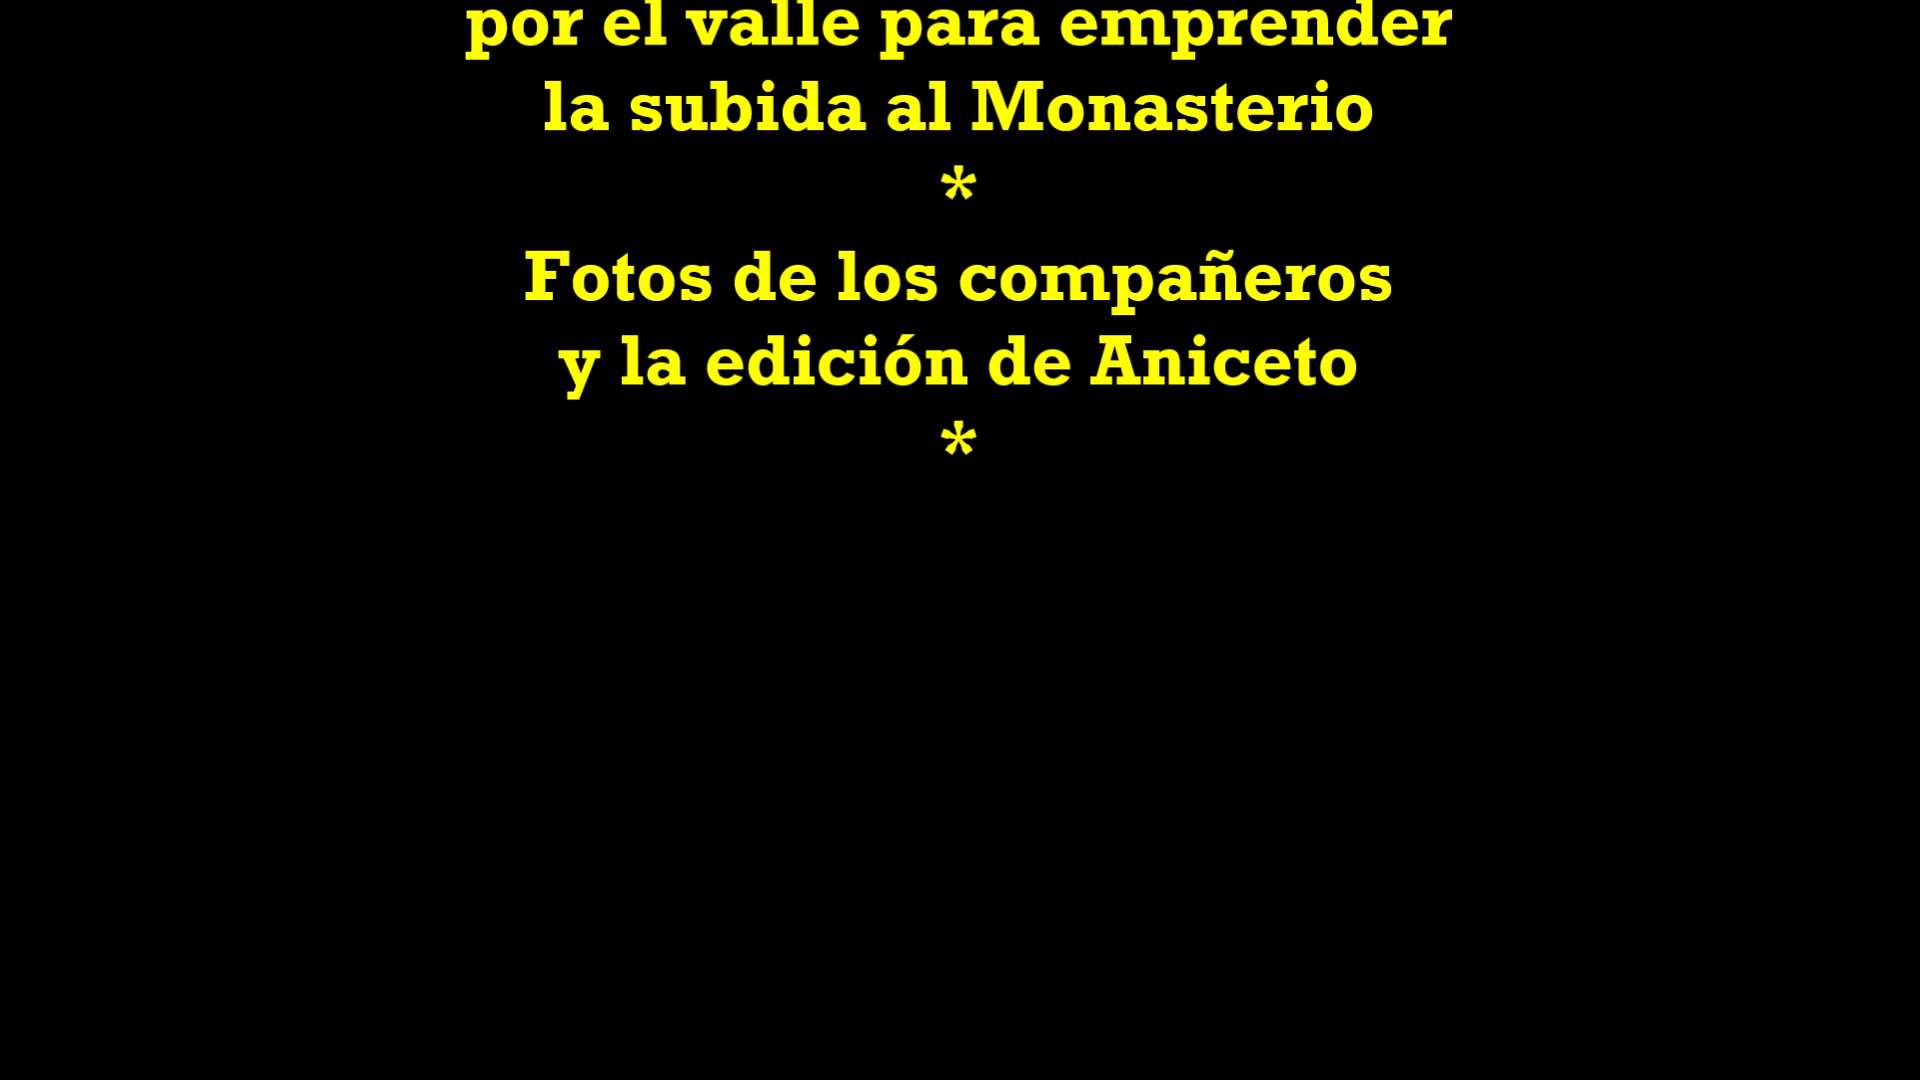 por el valle para emprender
la subida al Monasterio
*
Fotos de los compañeros
y la edición de Aniceto
*